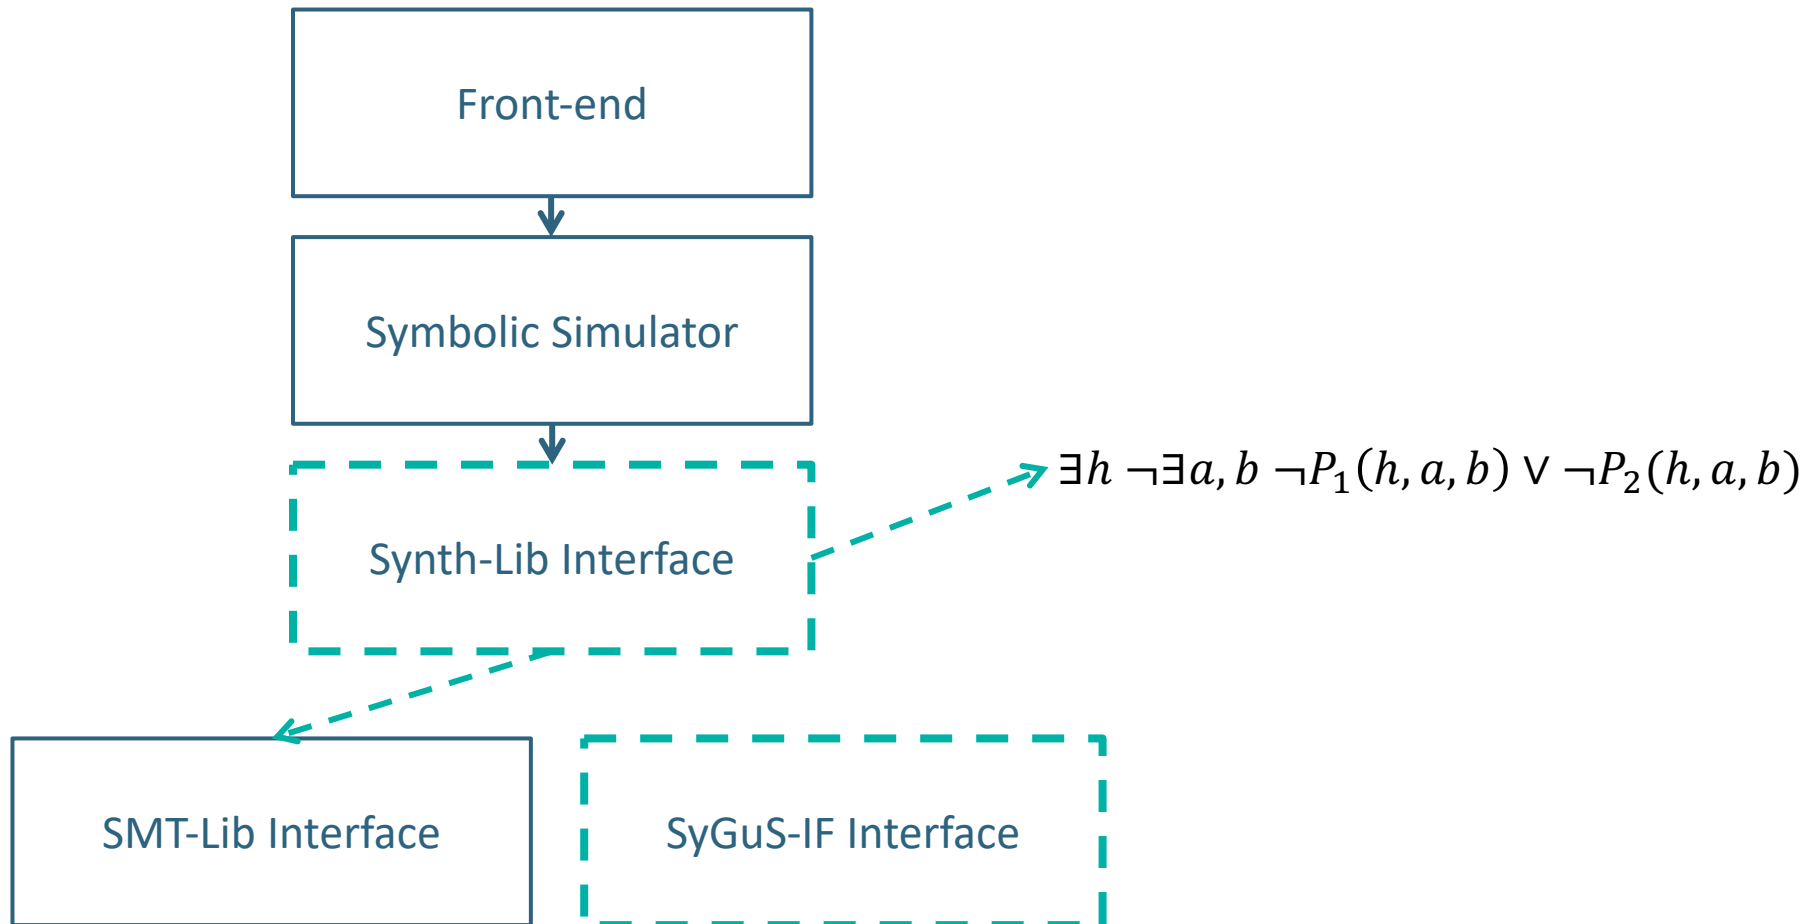 Front-end
Symbolic Simulator
∃h ¬∃a, b ¬P₁(h, a, b) ∨ ¬P₂(h, a, b)
Synth-Lib Interface
SMT-Lib Interface
SyGuS-IF Interface